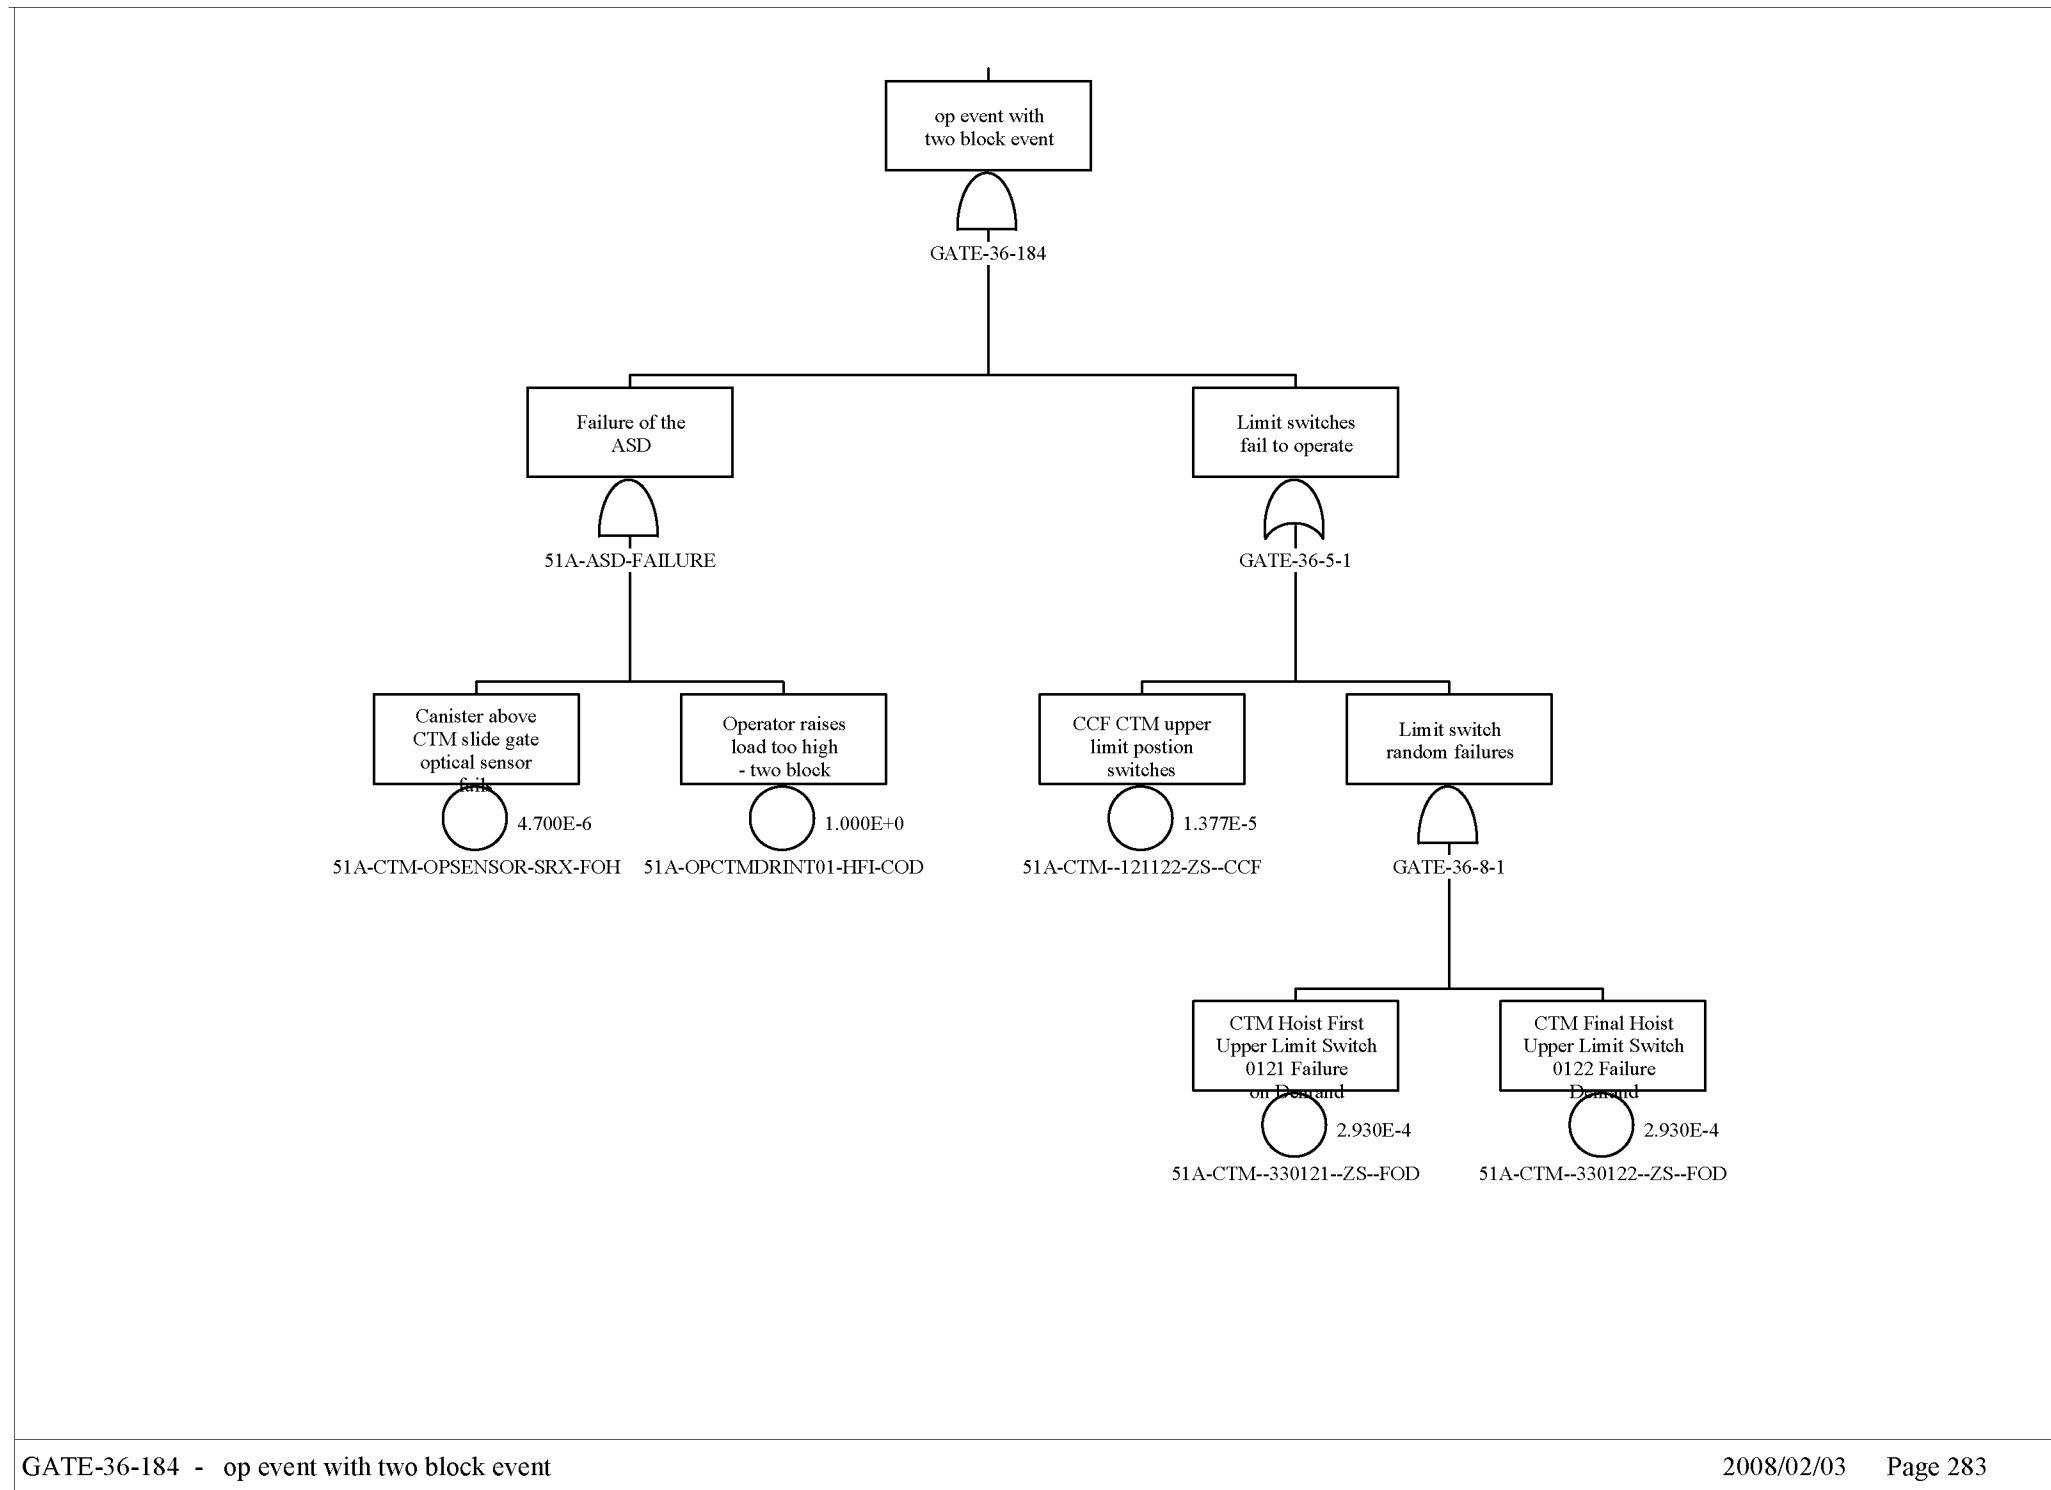 op event with
two block event
GATE-36-184
Failure of the
ASD
51A-ASD-FAILURE
Limit switches
fail to operate
GATE-36-5-1
Canister above
CTM slide gate
optical sensor
fails
4.700E-6
51A-CTM-OPSENSOR-SRX-FOH
Operator raises
load too high
- two block
1.000E+0
51A-OPCTMDRINT01-HFI-COD
CCF CTM upper
limit postion
switches
1.377E-5
51A-CTM--121122-ZS--CCF
Limit switch
random failures
GATE-36-8-1
CTM Hoist First
Upper Limit Switch
0121 Failure
on Demand
2.930E-4
51A-CTM--330121--ZS--FOD
CTM Final Hoist
Upper Limit Switch
0122 Failure
Demand
2.930E-4
51A-CTM--330122--ZS--FOD
GATE-36-184 - op event with two block event
2008/02/03 Page 283